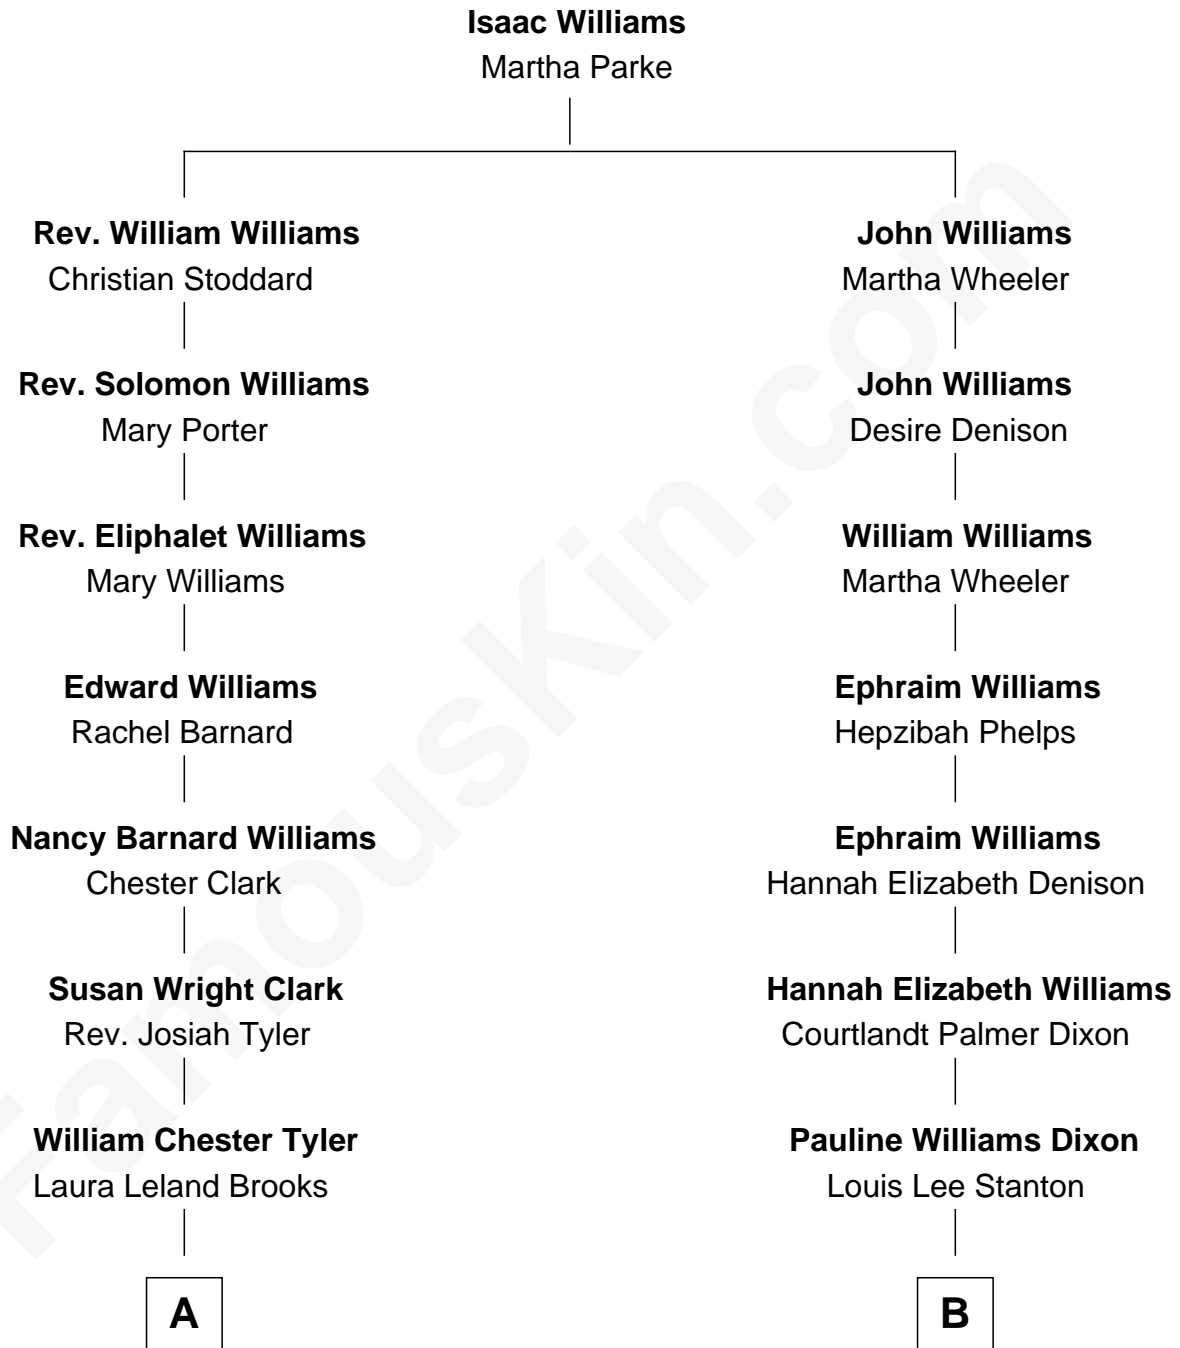 Isaac Williams
Martha Parke
Rev. William Williams
Christian Stoddard
John Williams
Martha Wheeler
Rev. Solomon Williams
Mary Porter
John Williams
Desire Denison
Rev. Eliphalet Williams
Mary Williams
William Williams
Martha Wheeler
Edward Williams
Rachel Barnard
Ephraim Williams
Hepzibah Phelps
Nancy Barnard Williams
Chester Clark
Ephraim Williams
Hannah Elizabeth Denison
Susan Wright Clark
Rev. Josiah Tyler
Hannah Elizabeth Williams
Courtlandt Palmer Dixon
William Chester Tyler
Laura Leland Brooks
Pauline Williams Dixon
Louis Lee Stanton
A
B
FamousKin.com